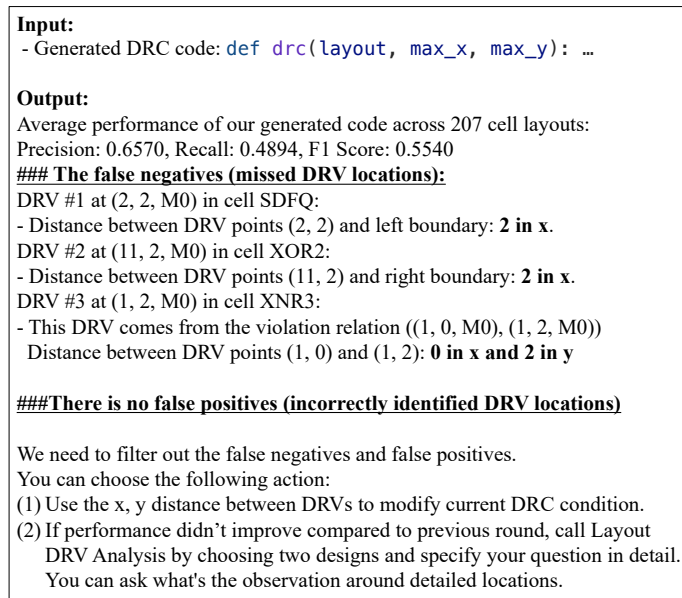 Input:
- Generated DRC code: def drc(layout, max_x, max_y): …
Output:
Average performance of our generated code across 207 cell layouts:
Precision: 0.6570, Recall: 0.4894, F1 Score: 0.5540
### The false negatives (missed DRV locations):
DRV #1 at (2, 2, M0) in cell SDFQ:
- Distance between DRV points (2, 2) and left boundary: 2 in x.
DRV #2 at (11, 2, M0) in cell XOR2:
- Distance between DRV points (11, 2) and right boundary: 2 in x.
DRV #3 at (1, 2, M0) in cell XNR3:
- This DRV comes from the violation relation ((1, 0, M0), (1, 2, M0))
Distance between DRV points (1, 0) and (1, 2): 0 in x and 2 in y
###There is no false positives (incorrectly identified DRV locations)
We need to filter out the false negatives and false positives.
You can choose the following action:
(1) Use the x, y distance between DRVs to modify current DRC condition.
(2) If performance didn't improve compared to previous round, call Layout
DRV Analysis by choosing two designs and specify your question in detail.
You can ask what's the observation around detailed locations.